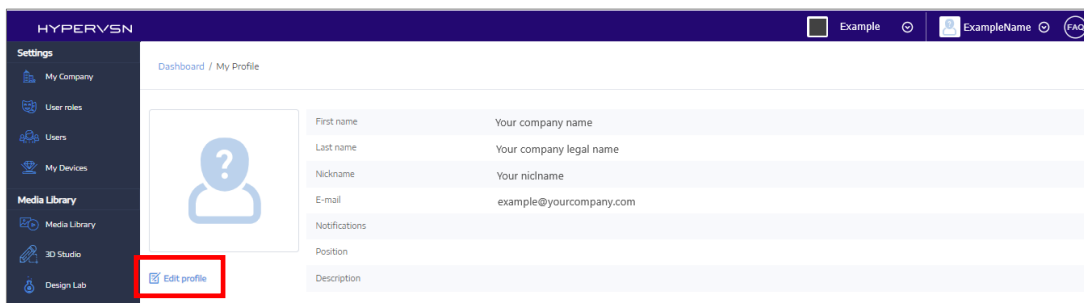 HYPERVSN
Example
ExampleName
FAQ
Settings
My Company
User roles
Users
My Devices
Media Library
Media Library
3D Studio
Design Lab
Dashboard / My Profile
?
Edit profile
First name Your company name
Last name Your company legal name
Nickname Your niclname
E-mail example@yourcompany.com
Notifications
Position
Description